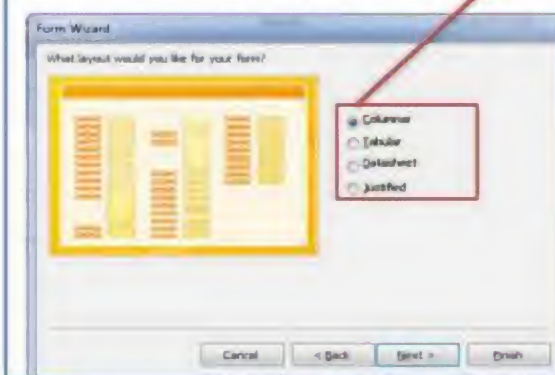 Form Wizard
What layout would you like for your form?
Columnar
Tabular
Datasheet
Justified
Cancel < Back Next > Finish